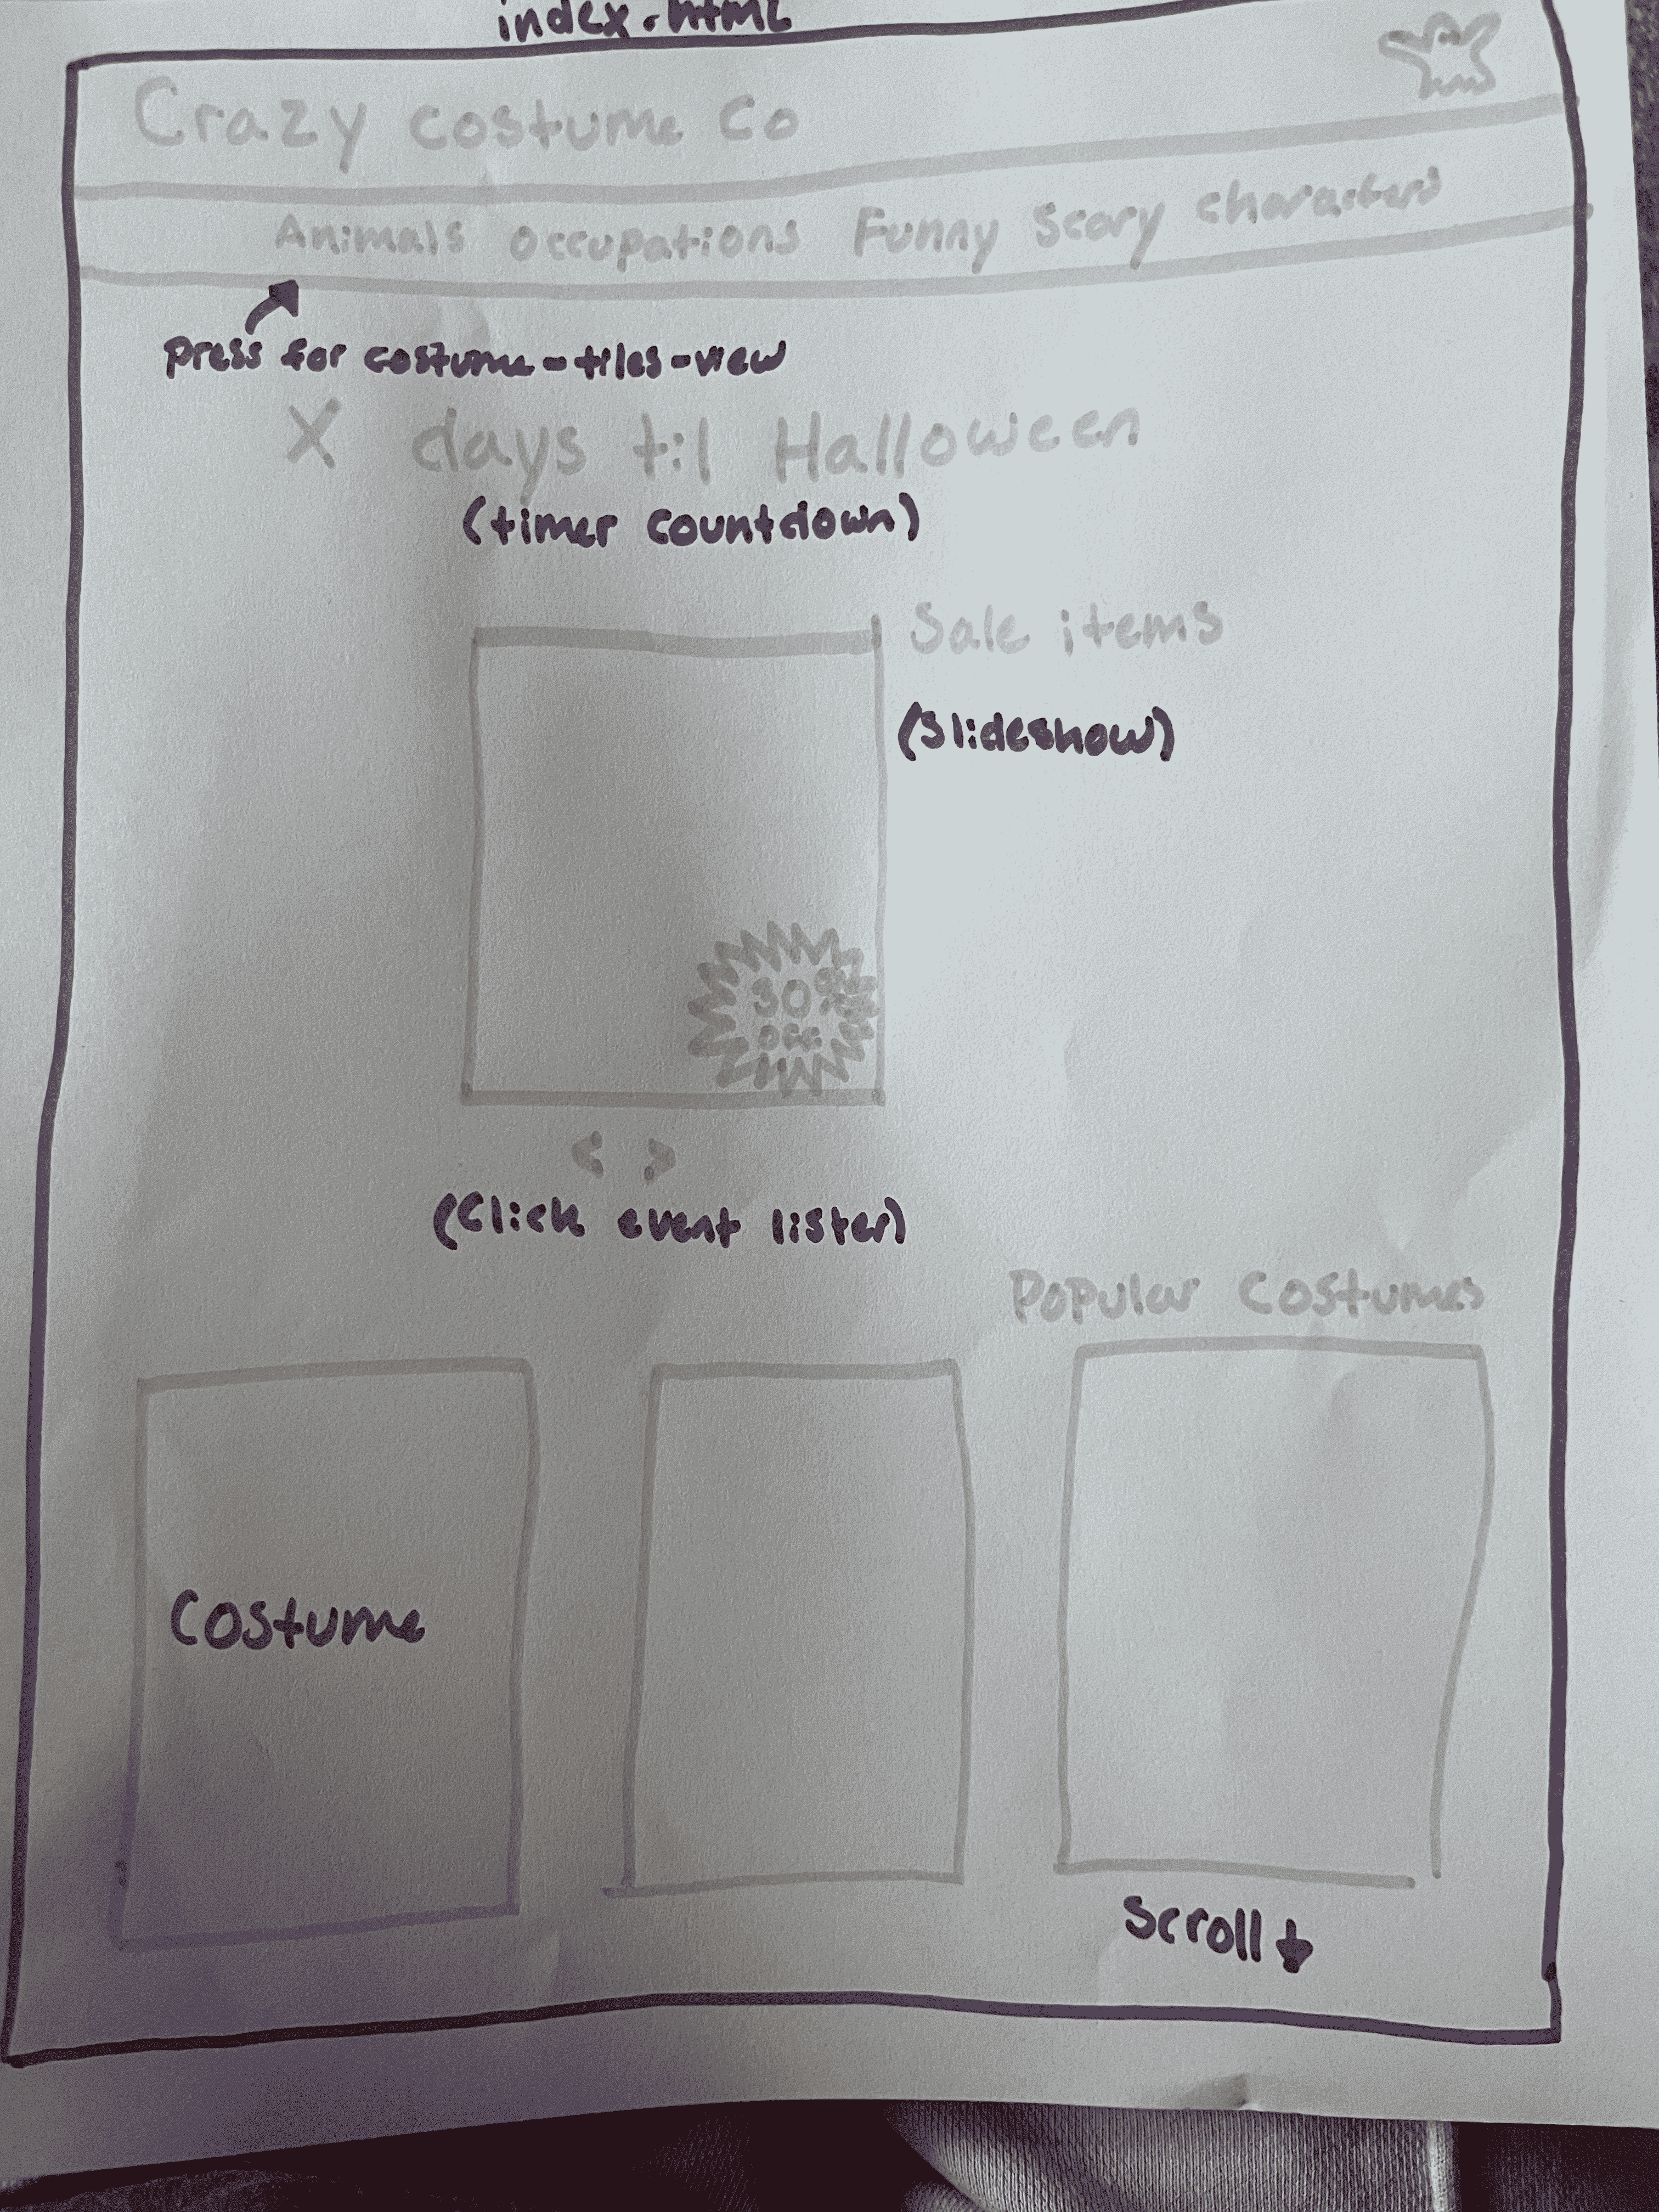 index.html
Crazy costume co
Animals occupations Funny Scary characters
press for costume-tiles-view
X days til Halloween
(timer countdown)
Sale items
(Slideshow)
30%
OFF
< >
(Click event lister)
Popular Costumes
Costume
Scroll ↓